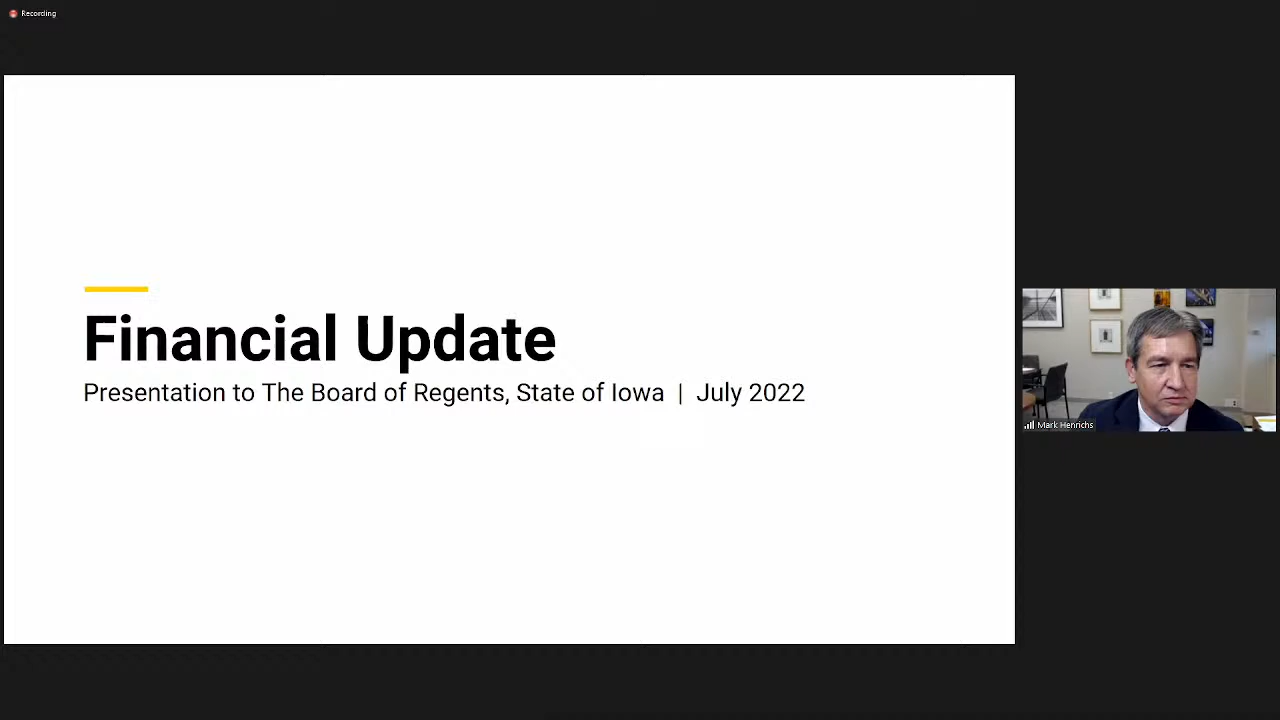 Recording
Financial Update
Presentation to The Board of Regents, State of Iowa | July 2022
Mark Henrichs